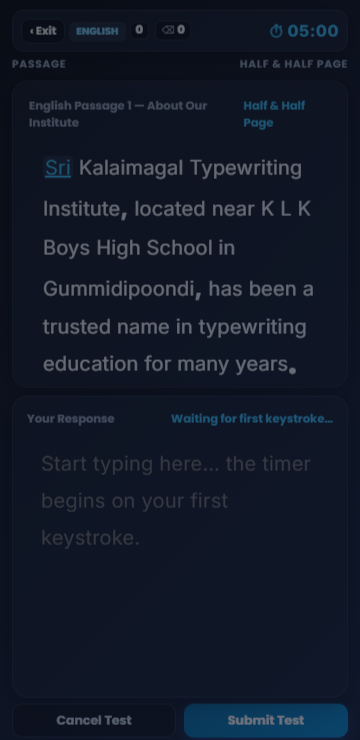 ‹Exit ENGLISH 0 ⌫ 0 ⏱ 05:00
PASSAGE HALF & HALF PAGE
English Passage 1 — About Our Institute
Half & Half Page
Sri Kalaimagal Typewriting
Institute, located near K L K
Boys High School in
Gummidipoondi, has been a
trusted name in typewriting
education for many years.
Your Response Waiting for first keystroke...
Start typing here... the timer
begins on your first
keystroke.
Cancel Test Submit Test